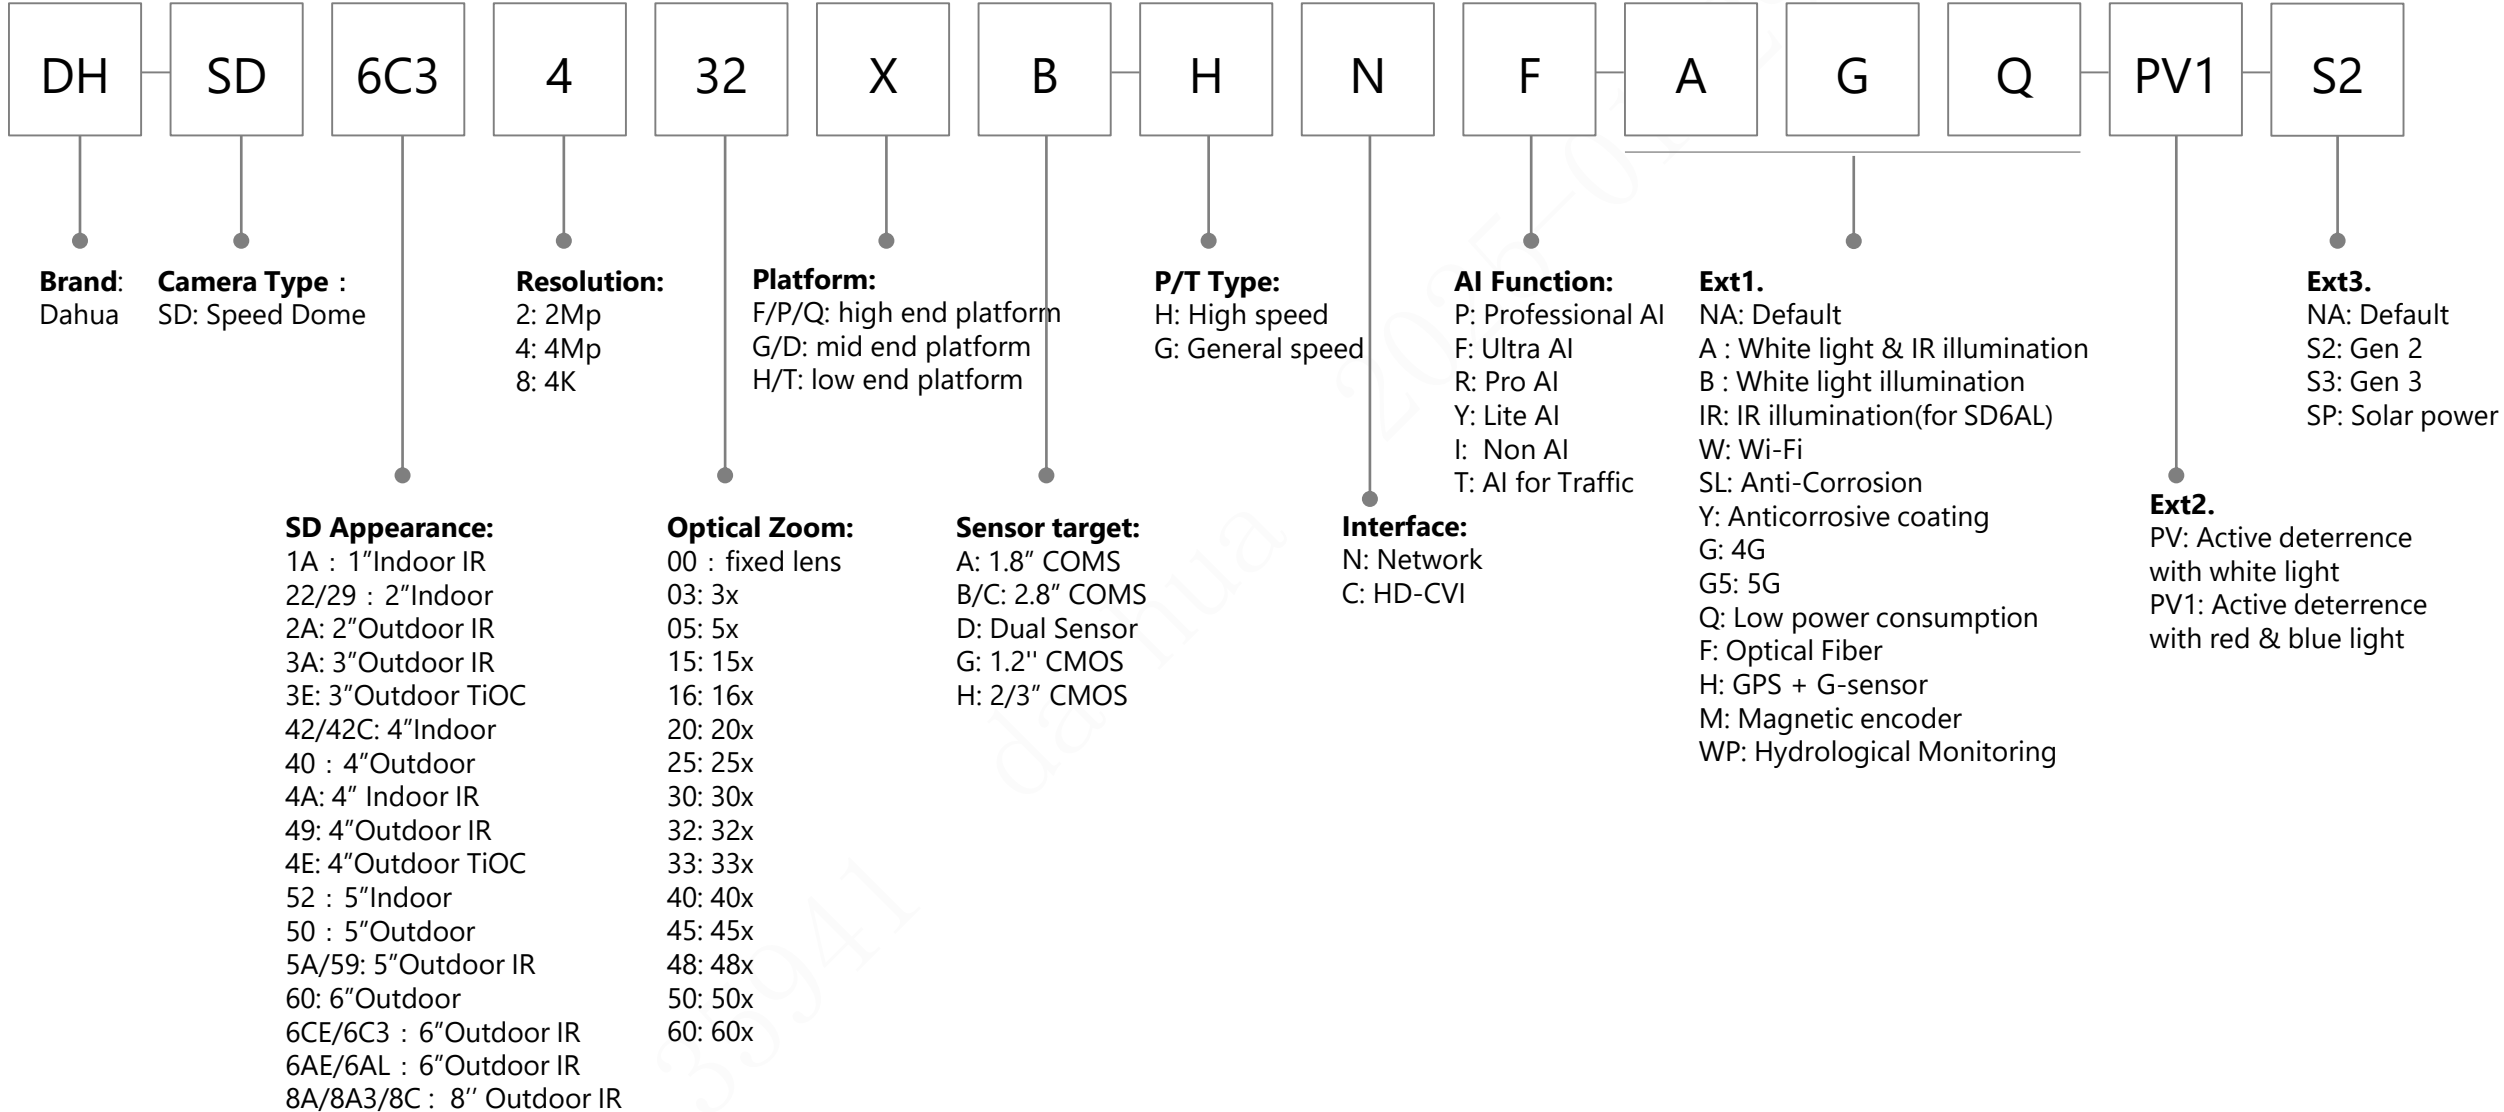 DH SD 6C3 4 32 X B H N F A G Q PV1 S2
Brand:
Dahua
Camera Type：
SD: Speed Dome
Resolution:
2: 2Mp
4: 4Mp
8: 4K
Platform:
F/P/Q: high end platform
G/D: mid end platform
H/T: low end platform
P/T Type:
H: High speed
G: General speed
AI Function:
P: Professional AI
F: Ultra AI
R: Pro AI
Y: Lite AI
I: Non AI
T: AI for Traffic
Ext1.
NA: Default
A : White light & IR illumination
B : White light illumination
IR: IR illumination(for SD6AL)
W: Wi-Fi
SL: Anti-Corrosion
Y: Anticorrosive coating
G: 4G
G5: 5G
Q: Low power consumption
F: Optical Fiber
H: GPS + G-sensor
M: Magnetic encoder
WP: Hydrological Monitoring
Ext3.
NA: Default
S2: Gen 2
S3: Gen 3
SP: Solar power
SD Appearance:
1A：1"Indoor IR
22/29：2"Indoor
2A: 2"Outdoor IR
3A: 3"Outdoor IR
3E: 3"Outdoor TiOC
42/42C: 4"Indoor
40：4"Outdoor
4A: 4" Indoor IR
49: 4"Outdoor IR
4E: 4"Outdoor TiOC
52：5"Indoor
50：5"Outdoor
5A/59: 5"Outdoor IR
60: 6"Outdoor
6CE/6C3：6"Outdoor IR
6AE/6AL：6"Outdoor IR
8A/8A3/8C： 8'' Outdoor IR
Optical Zoom:
00：fixed lens
03: 3x
05: 5x
15: 15x
16: 16x
20: 20x
25: 25x
30: 30x
32: 32x
33: 33x
40: 40x
45: 45x
48: 48x
50: 50x
60: 60x
Sensor target:
A: 1.8" COMS
B/C: 2.8" COMS
D: Dual Sensor
G: 1.2'' CMOS
H: 2/3" CMOS
Interface:
N: Network
C: HD-CVI
Ext2.
PV: Active deterrence
with white light
PV1: Active deterrence
with red & blue light
dahua